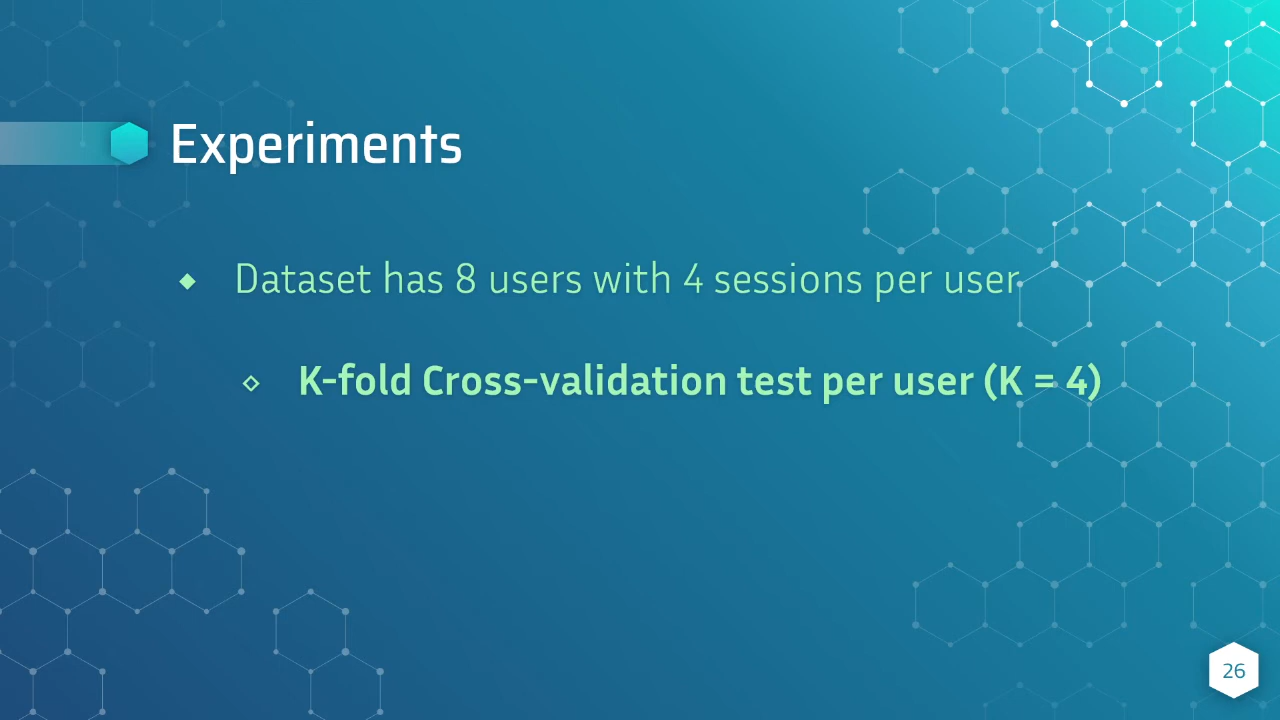 Experiments
Dataset has 8 users with 4 sessions per user
K-fold Cross-validation test per user (K = 4)
26